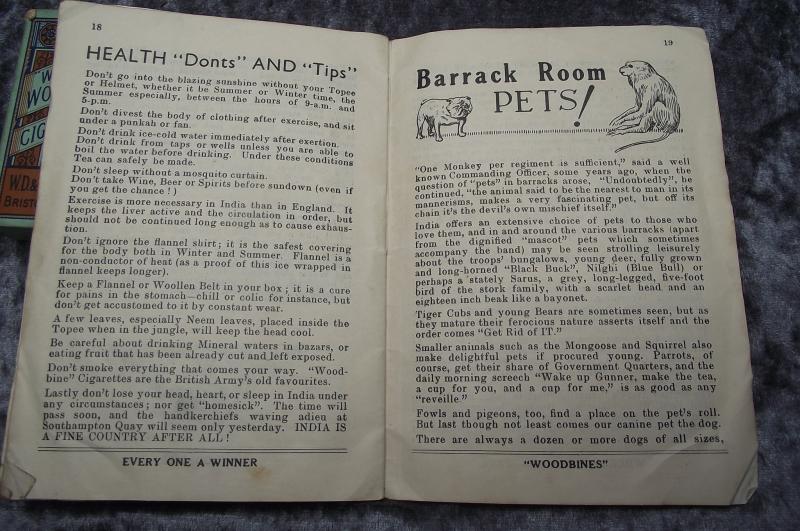 W
WO
CIG
W.D.&
BRISTO
18
HEALTH "Donts" AND "Tips"
Don't go into the blazing sunshine without your Topee
or Helmet, whether it be Summer or Winter time, the
Summer especially, between the hours of 9-a.m. and
5-p.m.
Don't divest the body of clothing after exercise, and sit
under a punkah or fan.
Don't drink ice-cold water immediately after exertion.
Don't drink from taps or wells unless you are able to
boil the water before drinking. Under these conditions
Tea can safely be made.
Don't sleep without a mosquito curtain.
Don't take Wine, Beer or Spirits before sundown (even if
you get the chance !)
Exercise is more necessary in India than in England. It
keeps the liver active and the circulation in order, but
should not be continued long enough as to cause exhaus-
tion.
Don't ignore the flannel shirt; it is the safest covering
for the body both in Winter and Summer. Flannel is a
non-conductor of heat (as a proof of this ice wrapped in
flannel keeps longer).
Keep a Flannel or Woollen Belt in your box; it is a cure
for pains in the stomach—chill or colic for instance, but
don't get accustomed to it by constant wear.
A few leaves, especially Neem leaves, placed inside the
Topee when in the jungle, will keep the head cool.
Be careful about drinking Mineral waters in bazars, or
eating fruit that has been already cut and left exposed.
Don't smoke everything that comes your way. "Wood-
bine" Cigarettes are the British Army's old favourites.
Lastly don't lose your head, heart, or sleep in India under
any circumstances; nor get "homesick". The time will
pass soon, and the handkerchiefs waving adieu at
Southampton Quay will seem only yesterday. INDIA IS
A FINE COUNTRY AFTER ALL !
EVERY ONE A WINNER
19
Barrack Room
PETS!
"One Monkey per regiment is sufficient," said a well
known Commanding Officer, some years ago, when the
question of "pets" in barracks arose, "Undoubtedly", he
continued, "the animal said to be the nearest to man in its
mannerisms, makes a very fascinating pet, but off its
chain it's the devil's own mischief itself."
India offers an extensive choice of pets to those who
love them, and in and around the various barracks (apart
from the dignified "mascot" pets which sometimes
accompany the band) may be seen strolling leisurely
about the troops' bungalows, young deer, fully grown
and long-horned "Black Buck", Nilghi (Blue Bull) or
perhaps a stately Sarus, a grey, long-legged, five-foot
bird of the stork family, with a scarlet head and an
eighteen inch beak like a bayonet.
Tiger Cubs and young Bears are sometimes seen, but as
they mature their ferocious nature asserts itself and the
order comes "Get Rid of IT."
Smaller animals such as the Mongoose and Squirrel also
make delightful pets if procured young. Parrots, of
course, get their share of Government Quarters, and the
daily morning screech "Wake up Gunner, make the tea,
a cup for you, and a cup for me," is as good as any
"reveille."
Fowls and pigeons, too, find a place on the pet's roll.
But last though not least comes our canine pet the dog.
There are always a dozen or more dogs of all sizes,
"WOODBINES"